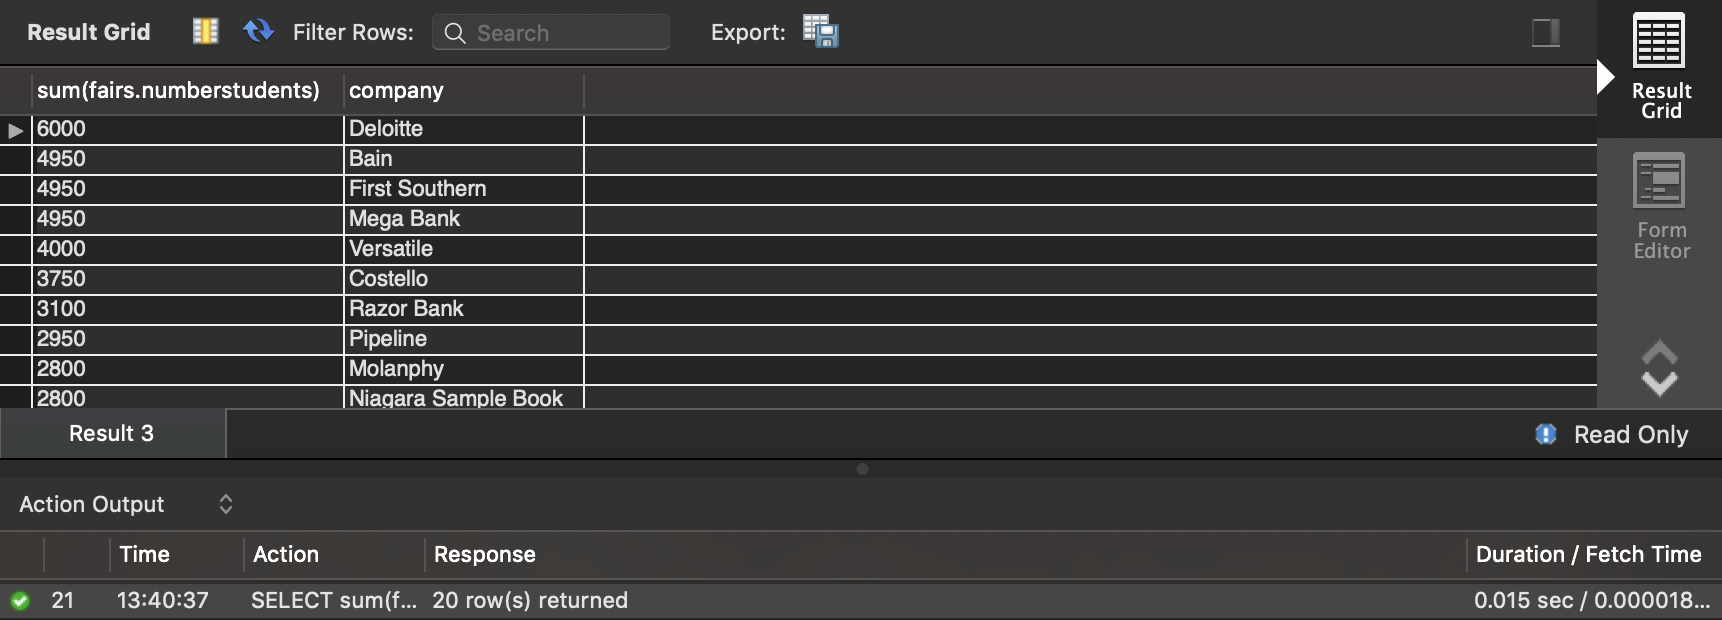 Result Grid Filter Rows: Search Export:
sum(fairs.numberstudents) company
6000 Deloitte
4950 Bain
4950 First Southern
4950 Mega Bank
4000 Versatile
3750 Costello
3100 Razor Bank
2950 Pipeline
2800 Molanphy
2800 Niagara Sample Book
Result
Grid
Form
Editor
Result 3 Read Only
Action Output
Time Action Response Duration / Fetch Time
21 13:40:37 SELECT sum(f... 20 row(s) returned 0.015 sec / 0.000018...